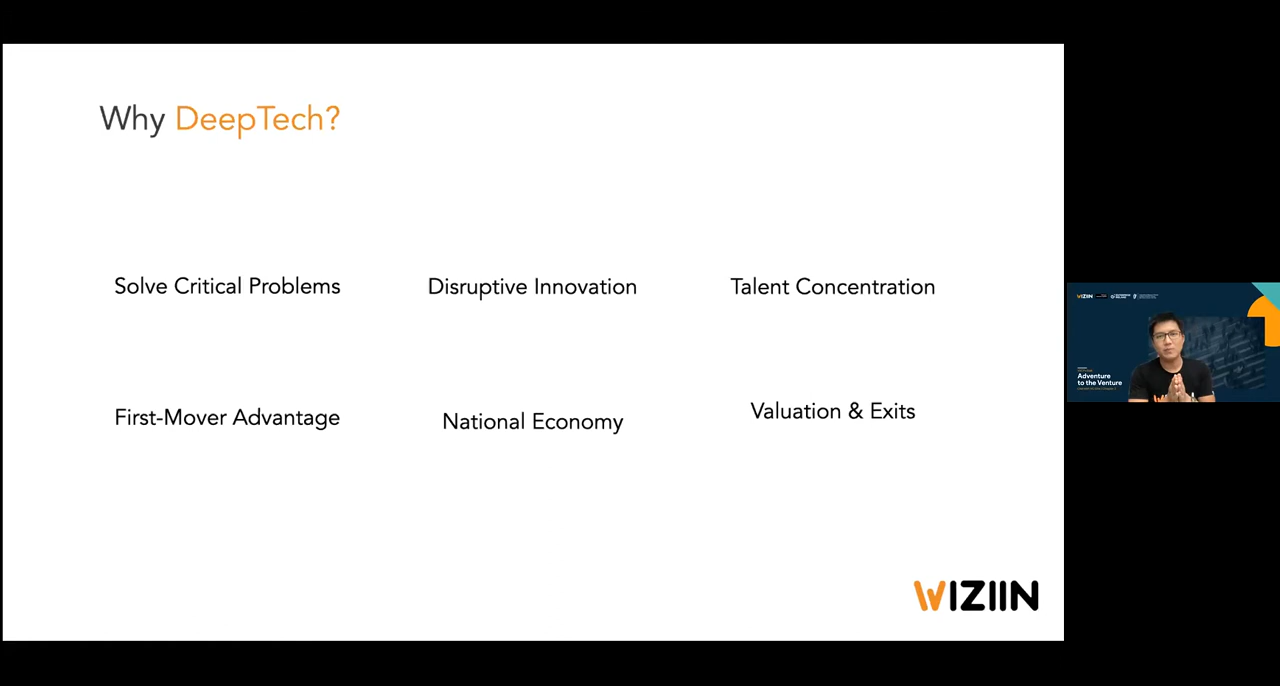 Why DeepTech?
Solve Critical Problems
Disruptive Innovation
Talent Concentration
First-Mover Advantage
National Economy
Valuation & Exits
WIZIIN
WIZIIN
Adventure
to the Venture